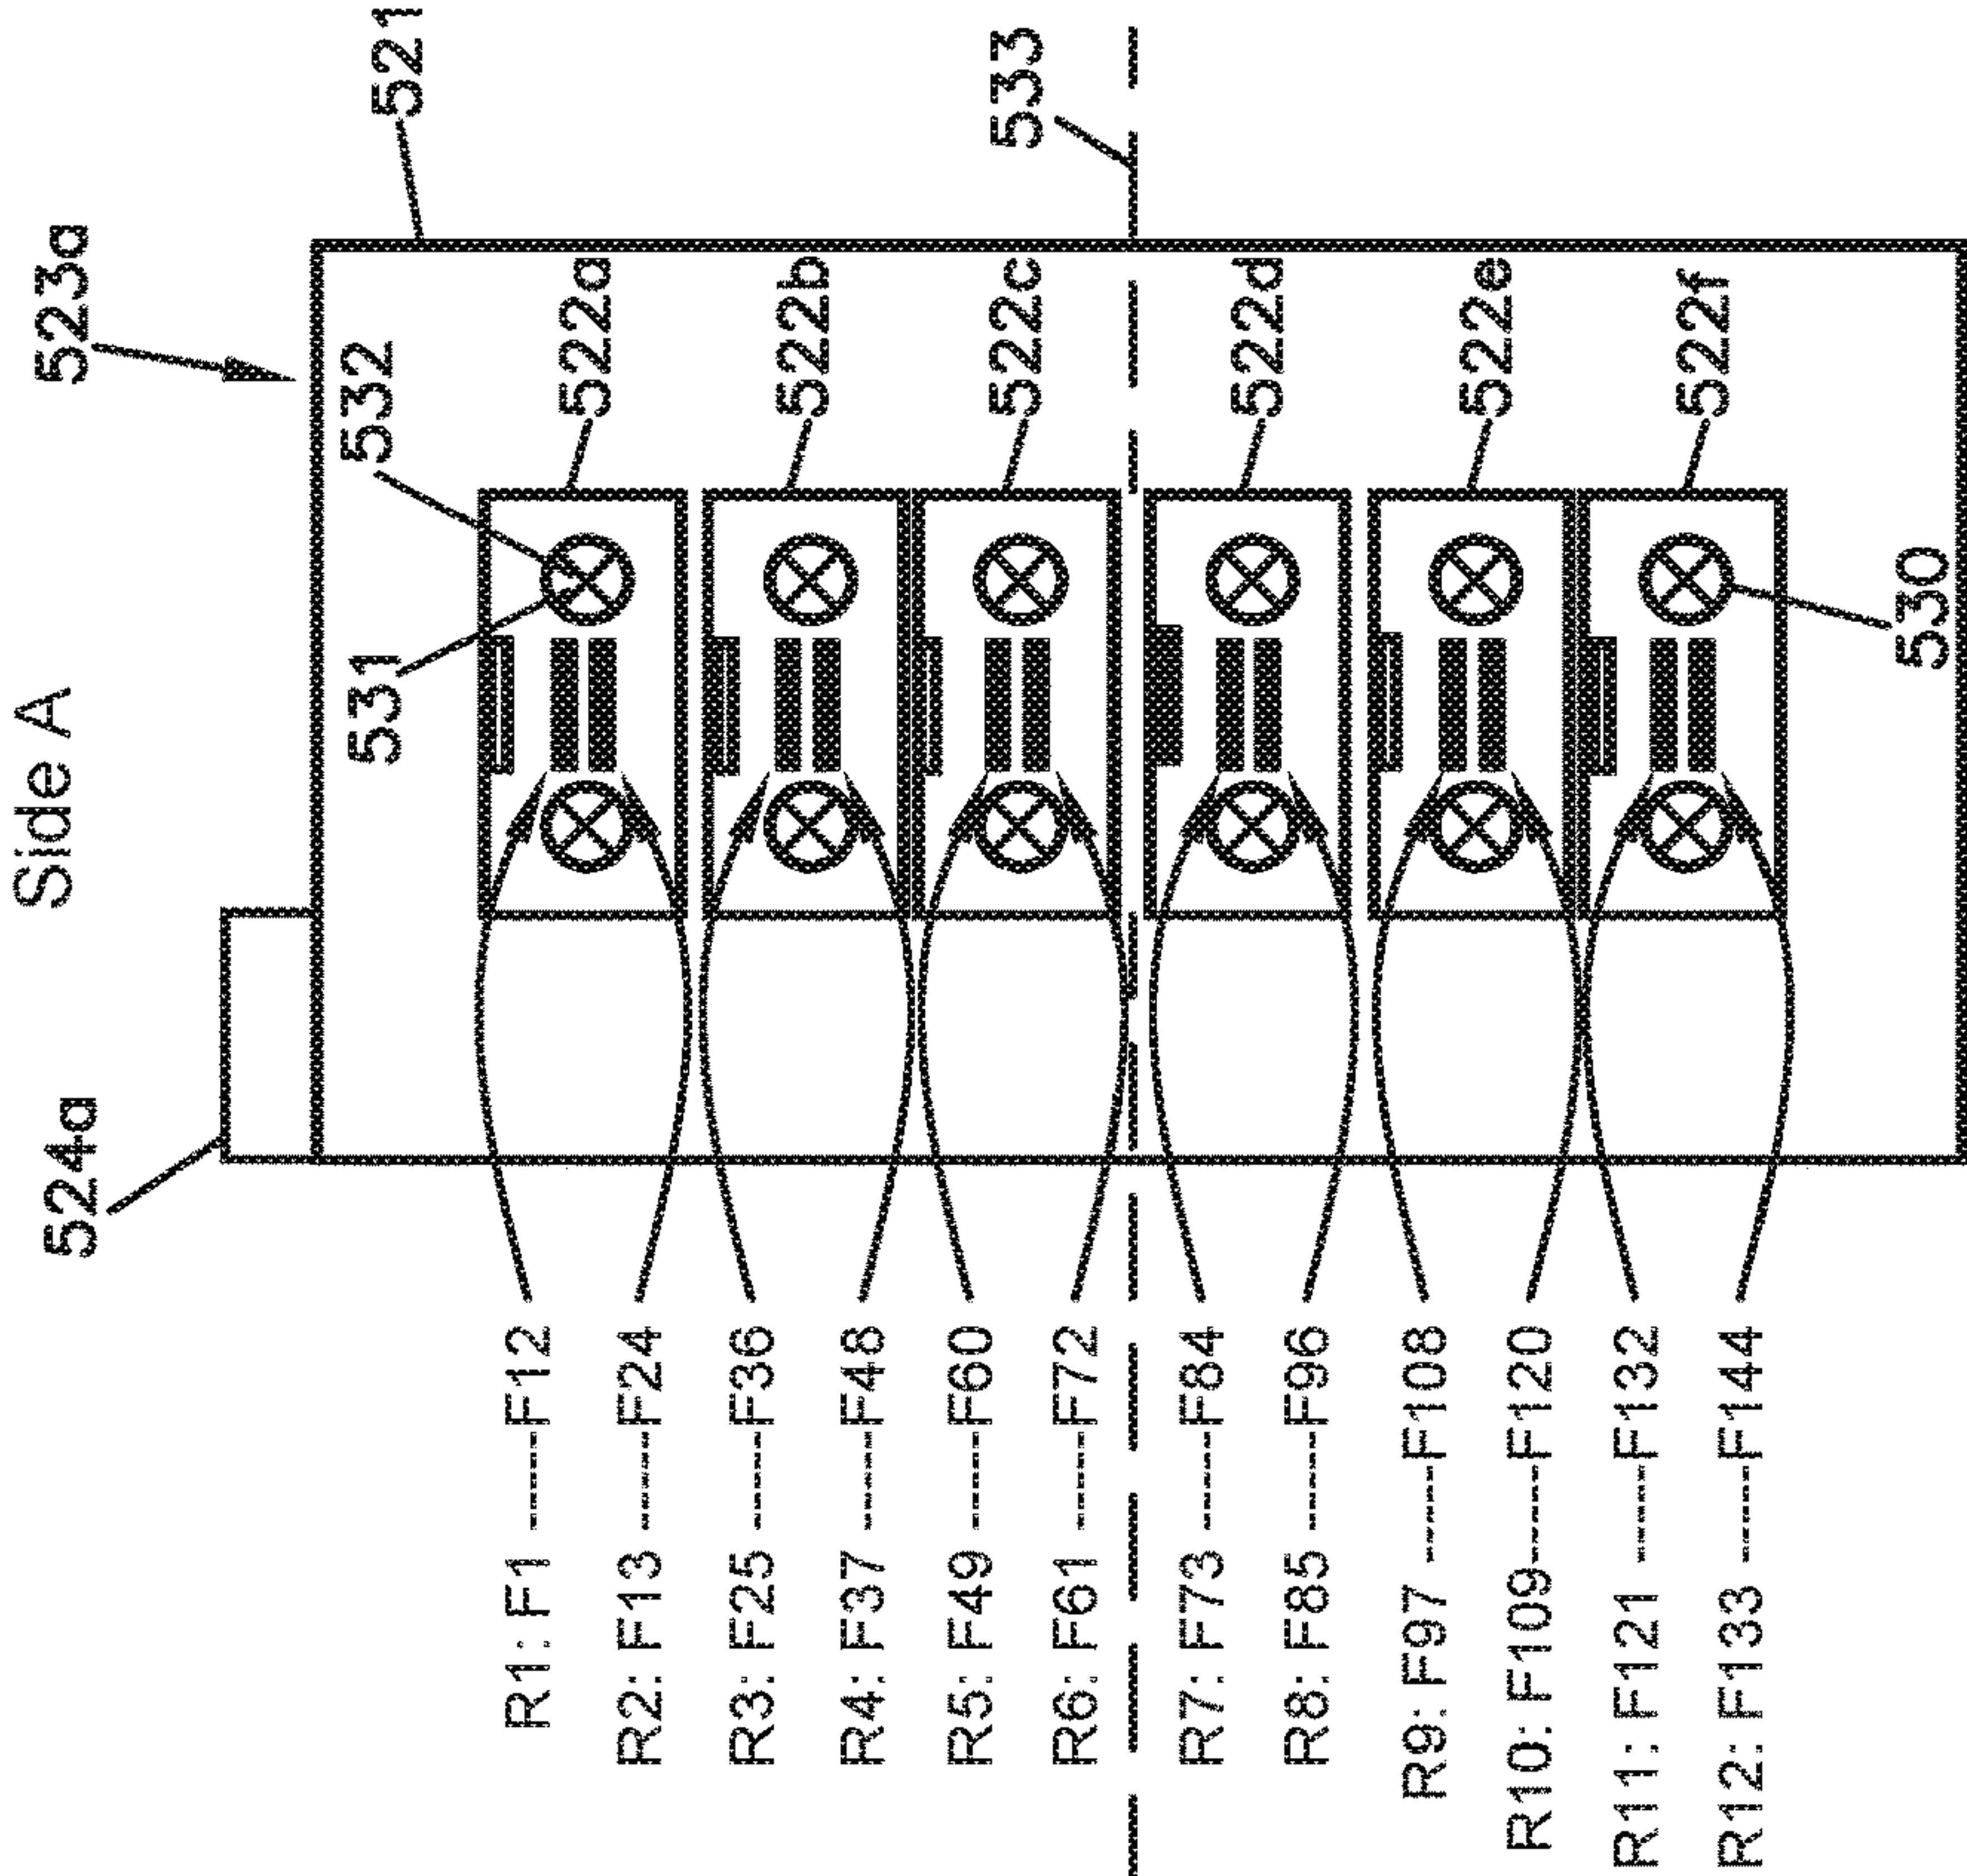 Side A
524a
523a
521
531
532
533
522a
522b
522c
522d
522e
522f
530
R1: F1 ------F12
R2: F13 ------F24
R3: F25 ------F36
R4: F37 ------F48
R5: F49 ------F60
R6: F61 ------F72
R7: F73 ------F84
R8: F85 ------F96
R9: F97 ------F108
R10: F109------F120
R11: F121 ------F132
R12: F133 ------F144